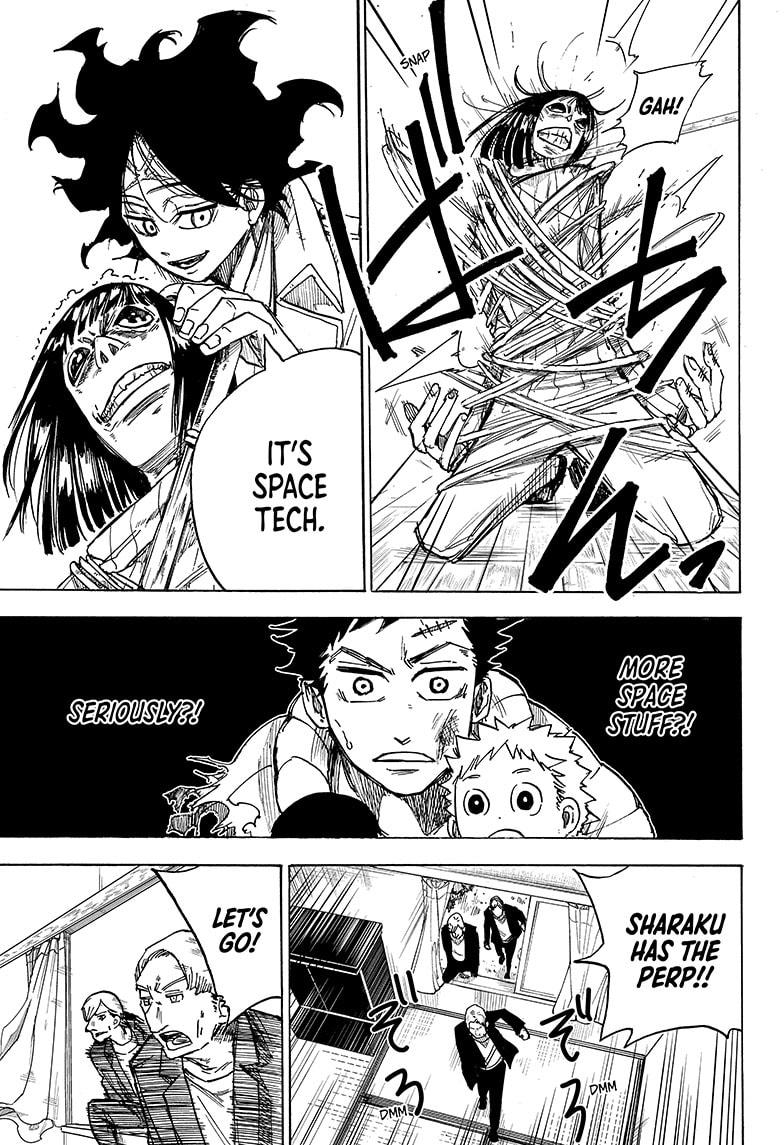 SNAP
GAH!
ばちん
IT'S
SPACE
TECH.
MORE
SPACE
STUFF?!
SERIOUSLY?!
SHARAKU
HAS THE
PERP!!
ぞろ
ぞろ
DMM
DMM
LET'S
GO!